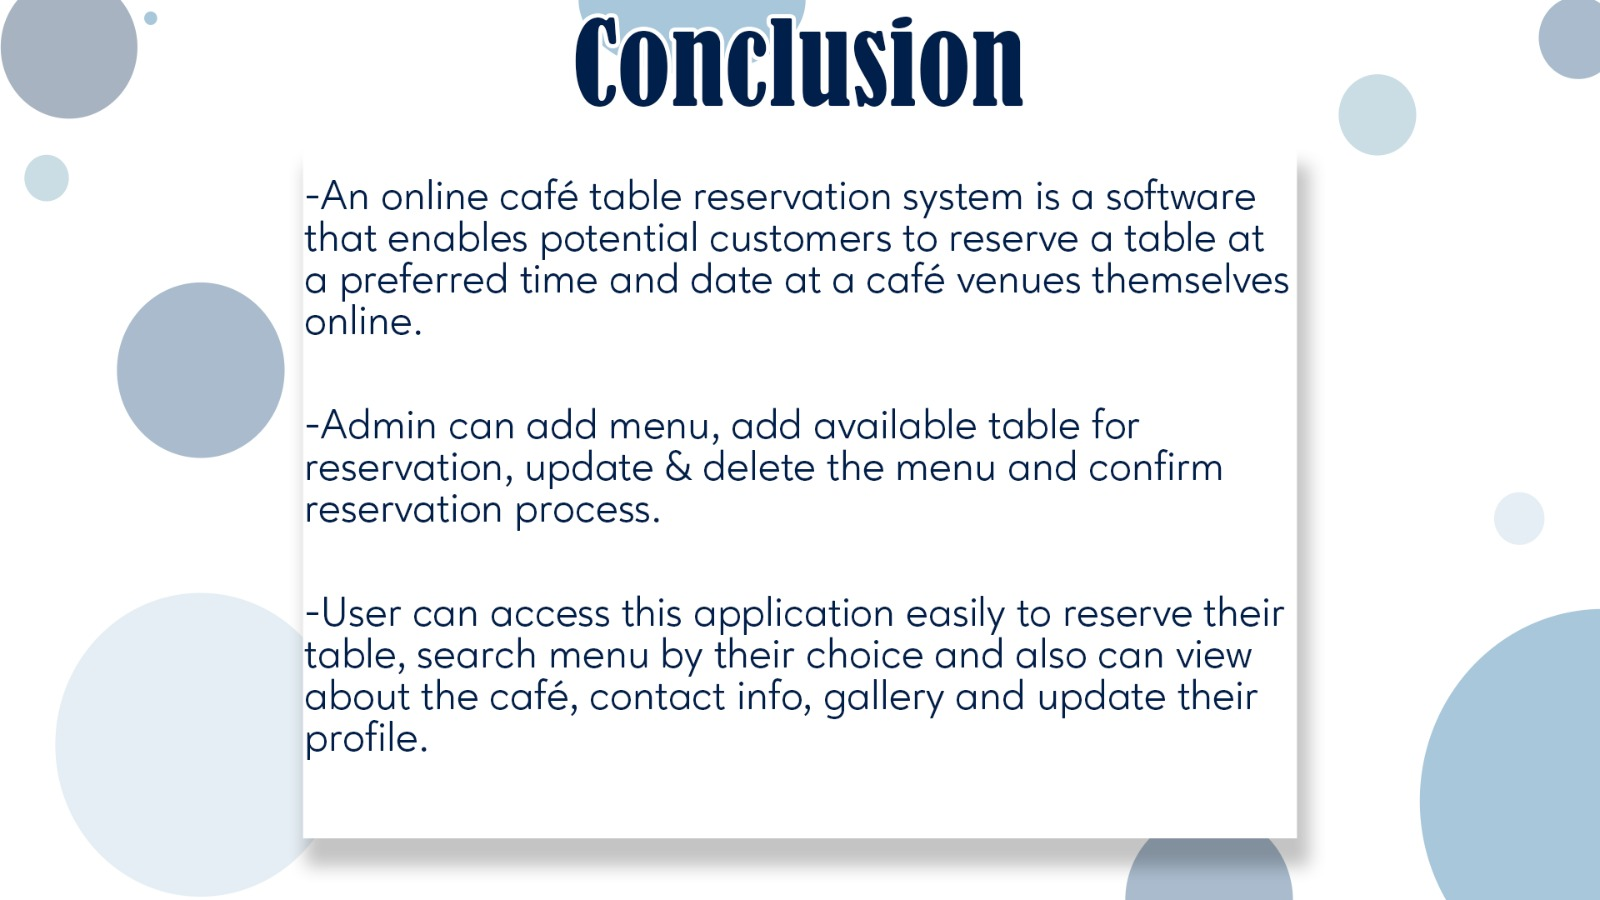 Conclusion
-An online café table reservation system is a software
that enables potential customers to reserve a table at
a preferred time and date at a café venues themselves
online.
-Admin can add menu, add available table for
reservation, update & delete the menu and confirm
reservation process.
-User can access this application easily to reserve their
table, search menu by their choice and also can view
about the café, contact info, gallery and update their
profile.